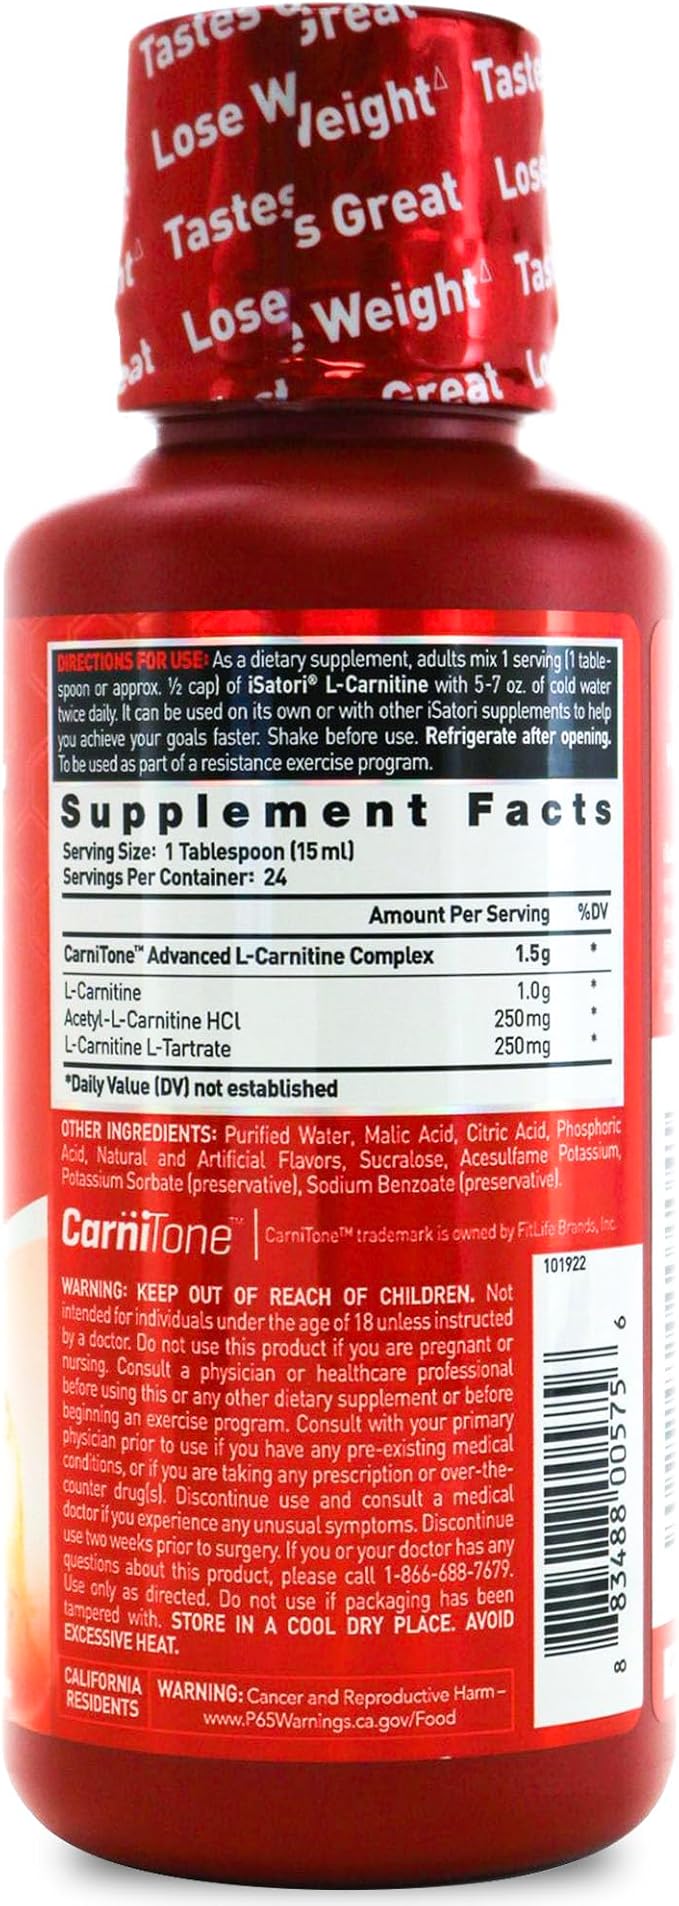 Tastes Great
Lose Weight△ Taste
Tastes Great Lose
Lose Weight△ Tas
eat Great Lo
DIRECTIONS FOR USE: As a dietary supplement, adults mix 1 serving (1 table-
spoon or approx. ½ cap) of iSatori® L-Carnitine with 5-7 oz. of cold water
twice daily. It can be used on its own or with other iSatori supplements to help
you achieve your goals faster. Shake before use. Refrigerate after opening.
To be used as part of a resistance exercise program.
Supplement Facts
Serving Size: 1 Tablespoon (15 ml)
Servings Per Container: 24
Amount Per Serving %DV
CarniTone™ Advanced L-Carnitine Complex 1.5g *
L-Carnitine 1.0g *
Acetyl-L-Carnitine HCl 250mg *
L-Carnitine L-Tartrate 250mg *
*Daily Value (DV) not established
OTHER INGREDIENTS: Purified Water, Malic Acid, Citric Acid, Phosphoric
Acid, Natural and Artificial Flavors, Sucralose, Acesulfame Potassium,
Potassium Sorbate (preservative), Sodium Benzoate (preservative).
CarniTone™ | CarniTone™ trademark is owned by FitLife Brands, Inc.
101922
WARNING: KEEP OUT OF REACH OF CHILDREN. Not
intended for individuals under the age of 18 unless instructed
by a doctor. Do not use this product if you are pregnant or
nursing. Consult a physician or healthcare professional
before using this or any other dietary supplement or before
beginning an exercise program. Consult with your primary
physician prior to use if you have any pre-existing medical
conditions, or if you are taking any prescription or over-the-
counter drug(s). Discontinue use and consult a medical
doctor if you experience any unusual symptoms. Discontinue
use two weeks prior to surgery. If you or your doctor has any
questions about this product, please call 1-866-688-7679.
Use only as directed. Do not use if packaging has been
tampered with. STORE IN A COOL DRY PLACE. AVOID
EXCESSIVE HEAT.
8 83488 00575 6
CALIFORNIA
RESIDENTS
WARNING: Cancer and Reproductive Harm –
www.P65Warnings.ca.gov/Food